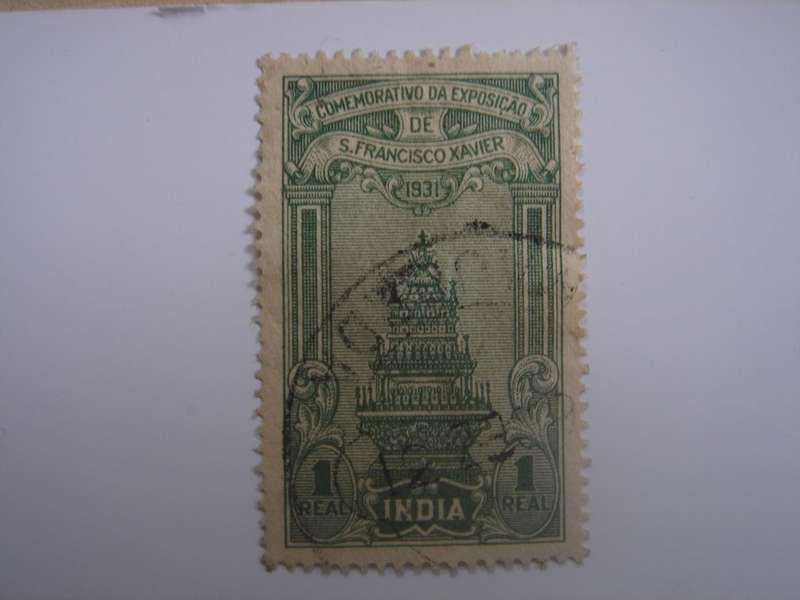 COMEMORATIVO DA EXPOSIÇÃO
DE
S. FRANCISCO XAVIER
1931
1 REAL
1 REAL
INDIA